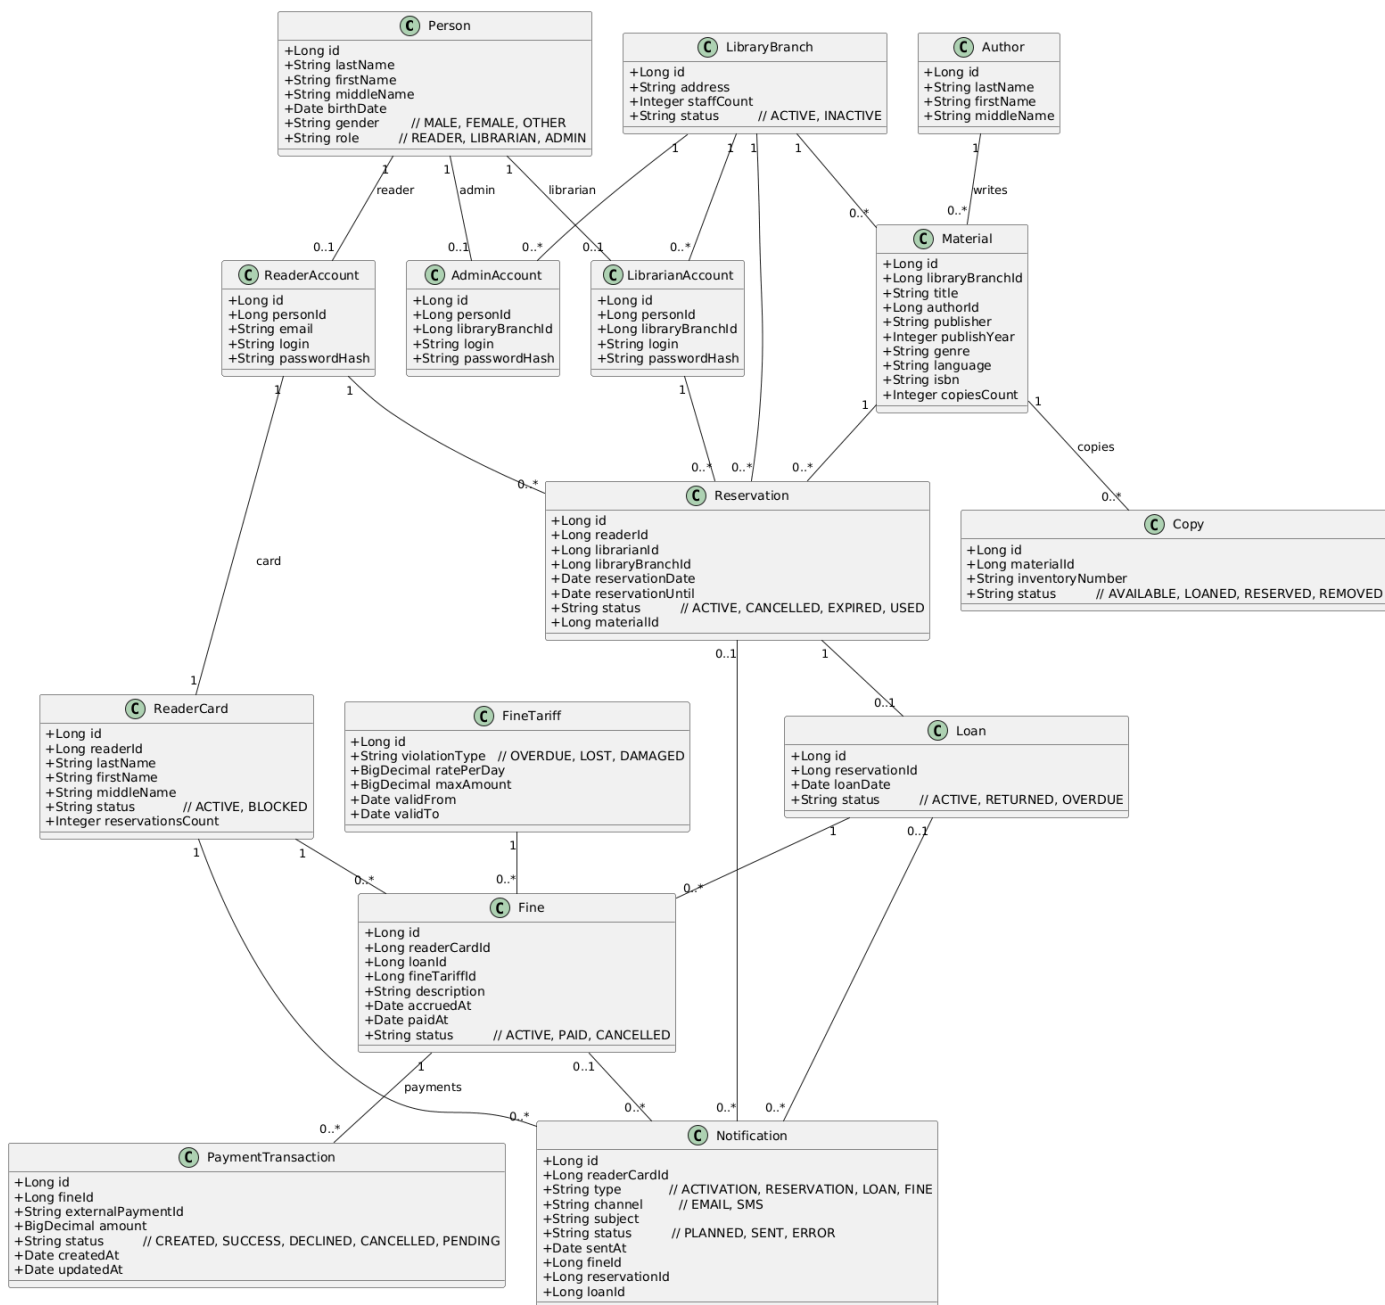 C Person
+Long id
+String lastName
+String firstName
+String middleName
+Date birthDate
+String gender // MALE, FEMALE, OTHER
+String role // READER, LIBRARIAN, ADMIN
C LibraryBranch
+Long id
+String address
+Integer staffCount
+String status // ACTIVE, INACTIVE
C Author
+Long id
+String lastName
+String firstName
+String middleName
1 1 1 1 1 1 1 1
reader admin librarian writes
0..1 0..1 0..* 0..1 0..* 0..* 0..*
C ReaderAccount
+Long id
+Long personId
+String email
+String login
+String passwordHash
C AdminAccount
+Long id
+Long personId
+Long libraryBranchId
+String login
+String passwordHash
C LibrarianAccount
+Long id
+Long personId
+Long libraryBranchId
+String login
+String passwordHash
C Material
+Long id
+Long libraryBranchId
+String title
+Long authorId
+String publisher
+Integer publishYear
+String genre
+String language
+String isbn
+Integer copiesCount
1 1 1 1 1
copies
0..* 0..* 0..* 0..* 0..*
C Reservation
+Long id
+Long readerId
+Long librarianId
+Long libraryBranchId
+Date reservationDate
+Date reservationUntil
+String status // ACTIVE, CANCELLED, EXPIRED, USED
+Long materialId
C Copy
+Long id
+Long materialId
+String inventoryNumber
+String status // AVAILABLE, LOANED, RESERVED, REMOVED
card
0..1 1
1 0..1
C ReaderCard
+Long id
+Long readerId
+String lastName
+String firstName
+String middleName
+String status // ACTIVE, BLOCKED
+Integer reservationsCount
C FineTariff
+Long id
+String violationType // OVERDUE, LOST, DAMAGED
+BigDecimal ratePerDay
+BigDecimal maxAmount
+Date validFrom
+Date validTo
C Loan
+Long id
+Long reservationId
+Date loanDate
+String status // ACTIVE, RETURNED, OVERDUE
1 1 1 1 0..1
0..* 0..* 0..*
C Fine
+Long id
+Long readerCardId
+Long loanId
+Long fineTariffId
+String description
+Date accruedAt
+Date paidAt
+String status // ACTIVE, PAID, CANCELLED
1 0..1
payments
0..* 0..* 0..* 0..* 0..*
C PaymentTransaction
+Long id
+Long fineId
+String externalPaymentId
+BigDecimal amount
+String status // CREATED, SUCCESS, DECLINED, CANCELLED, PENDING
+Date createdAt
+Date updatedAt
C Notification
+Long id
+Long readerCardId
+String type // ACTIVATION, RESERVATION, LOAN, FINE
+String channel // EMAIL, SMS
+String subject
+String status // PLANNED, SENT, ERROR
+Date sentAt
+Long fineId
+Long reservationId
+Long loanId